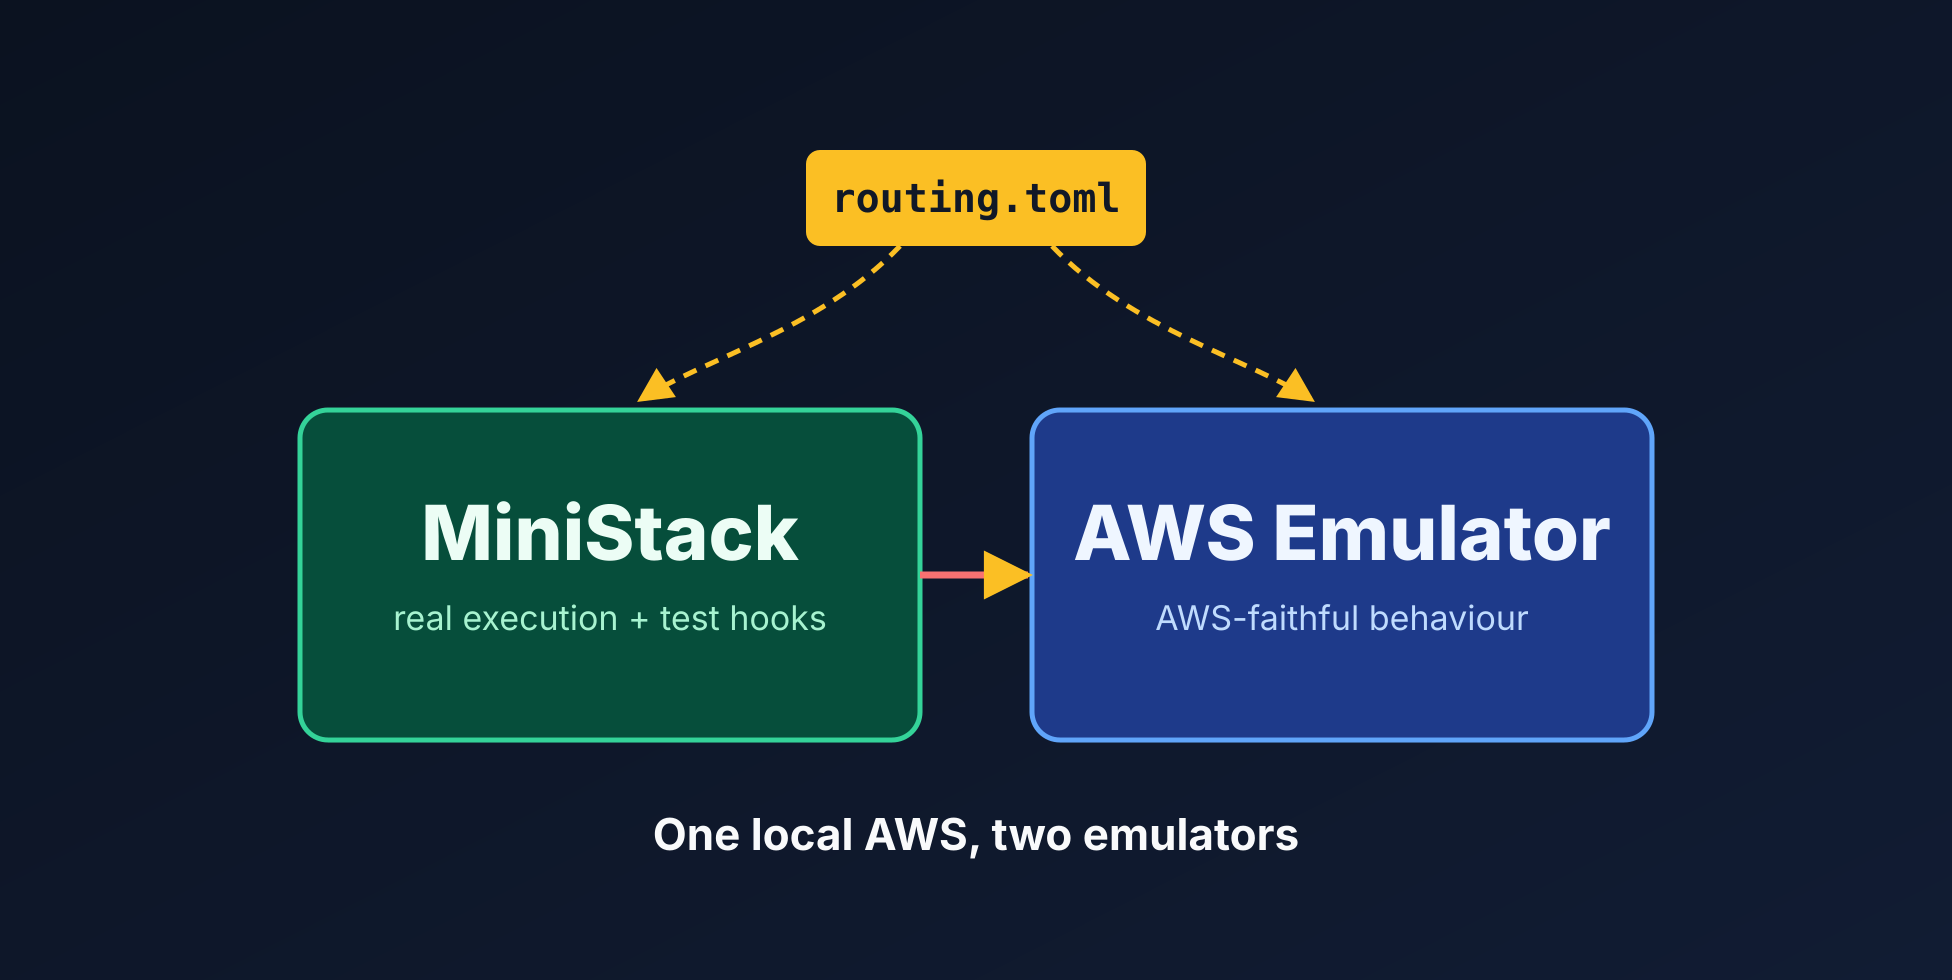 routing.toml
MiniStack
real execution + test hooks
AWS Emulator
AWS-faithful behaviour
One local AWS, two emulators